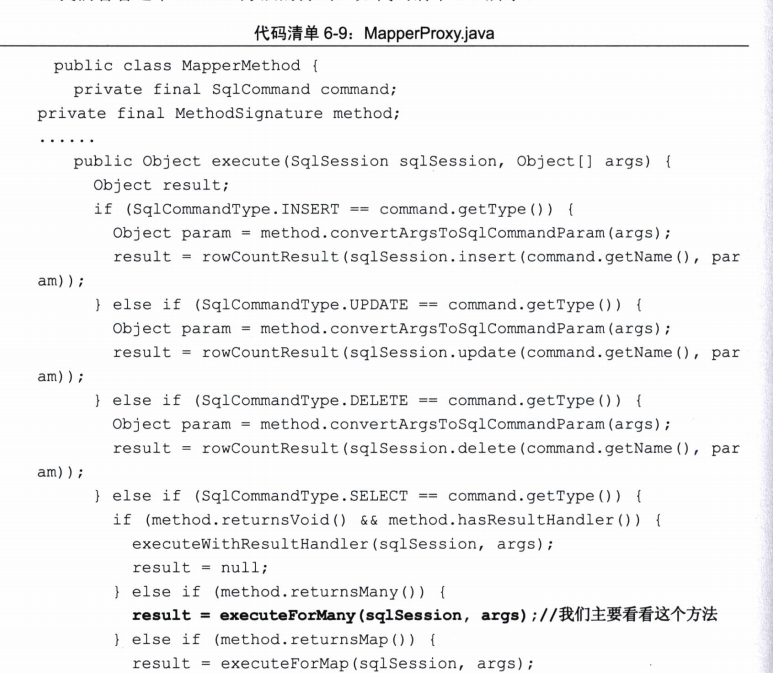 代码清单 6-9：MapperProxy.java
public class MapperMethod {
private final SqlCommand command;
private final MethodSignature method;
......
public Object execute(SqlSession sqlSession, Object[] args) {
Object result;
if (SqlCommandType.INSERT == command.getType()) {
Object param = method.convertArgsToSqlCommandParam(args);
result = rowCountResult(sqlSession.insert(command.getName(), par
am));
} else if (SqlCommandType.UPDATE == command.getType()) {
Object param = method.convertArgsToSqlCommandParam(args);
result = rowCountResult(sqlSession.update(command.getName(), par
am));
} else if (SqlCommandType.DELETE == command.getType()) {
Object param = method.convertArgsToSqlCommandParam(args);
result = rowCountResult(sqlSession.delete(command.getName(), par
am));
} else if (SqlCommandType.SELECT == command.getType()) {
if (method.returnsVoid() && method.hasResultHandler()) {
executeWithResultHandler(sqlSession, args);
result = null;
} else if (method.returnsMany()) {
result = executeForMany(sqlSession, args);//我们主要看看这个方法
} else if (method.returnsMap()) {
result = executeForMap(sqlSession, args);